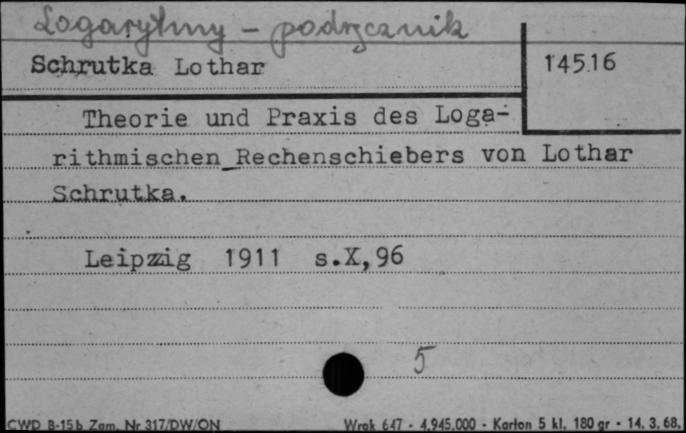 Logarytmy - podręcznik
Schrutka Lothar
14516
Theorie und Praxis des Loga-
rithmischen Rechenschiebers von Lothar
Schrutka.
Leipzig 1911 s.X,96
5
CWD B-15b Zam. Nr 317/DW/ON Wrak 647 - 4.945.000 - Karton 5 kl. 180 gr - 14. 3. 68.